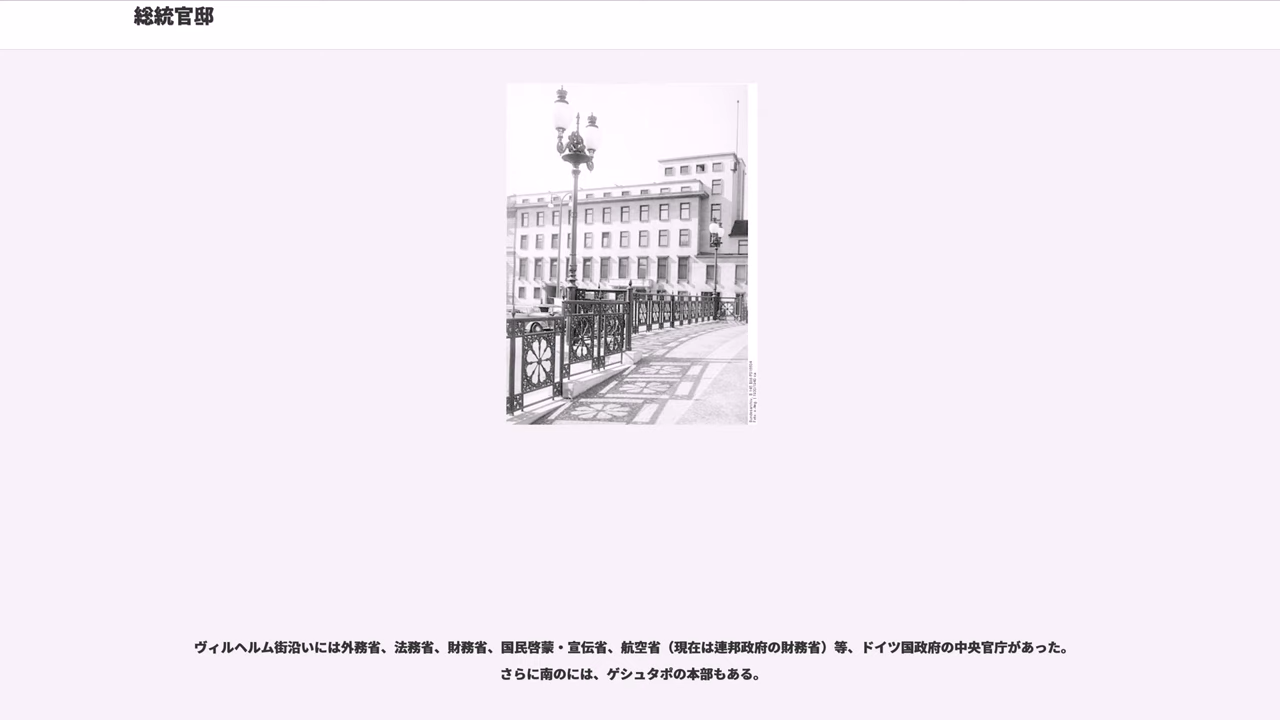 総統官邸
ヴィルヘルム街沿いには外務省、法務省、財務省、国民啓蒙・宣伝省、航空省（現在は連邦政府の財務省）等、ドイツ国政府の中央官庁があった。
さらに南のには、ゲシュタポの本部もある。